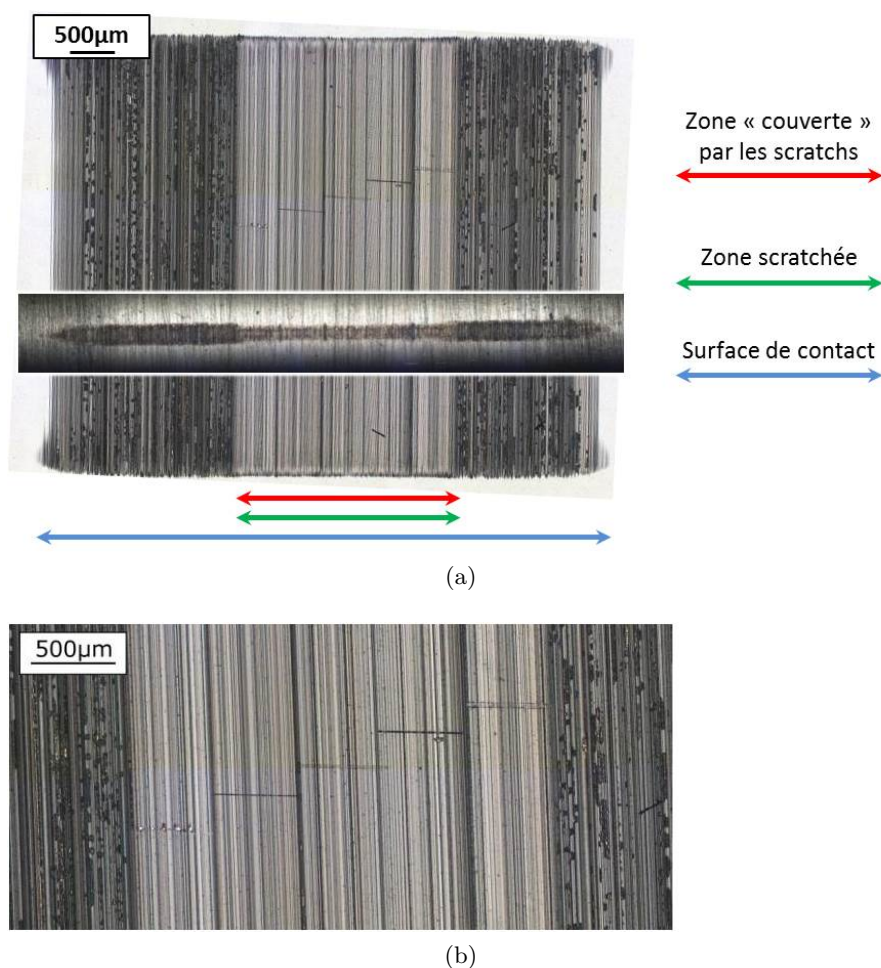 500µm
Zone « couverte »
par les scratchs
Zone scratchée
Surface de contact
(a)
500µm
(b)